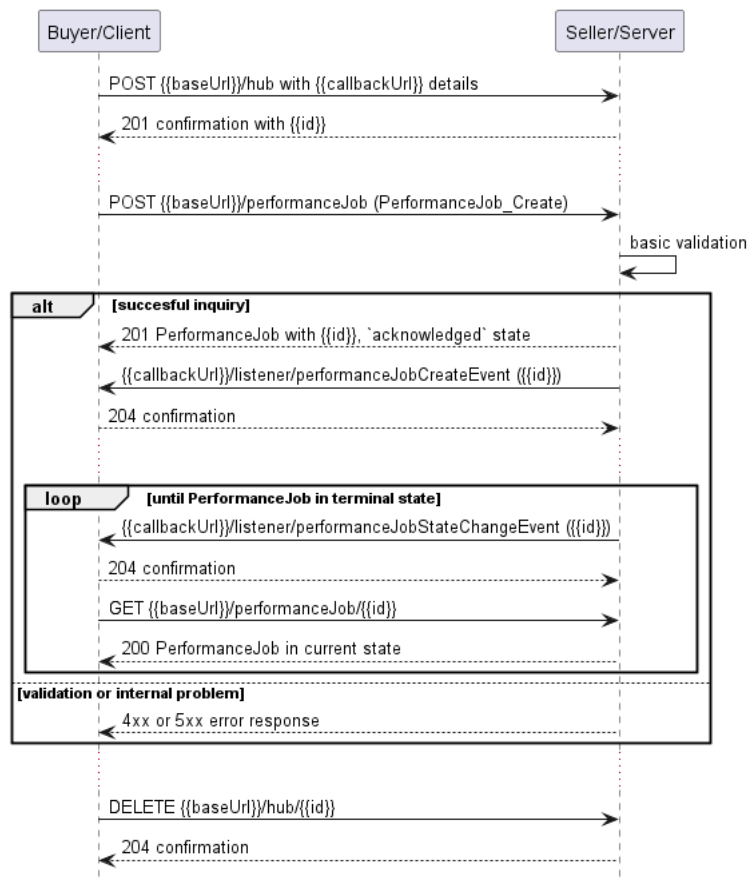 Buyer/Client
Seller/Server
POST {{baseUrl}}/hub with {{callbackUrl}} details
201 confirmation with {{id}}
POST {{baseUrl}}/performanceJob (PerformanceJob_Create)
basic validation
alt
[succesful inquiry]
201 PerformanceJob with {{id}}, `acknowledged` state
{{callbackUrl}}/listener/performanceJobCreateEvent ({{id}})
204 confirmation
loop
[until PerformanceJob in terminal state]
{{callbackUrl}}/listener/performanceJobStateChangeEvent ({{id}})
204 confirmation
GET {{baseUrl}}/performanceJob/{{id}}
200 PerformanceJob in current state
[validation or internal problem]
4xx or 5xx error response
DELETE {{baseUrl}}/hub/{{id}}
204 confirmation